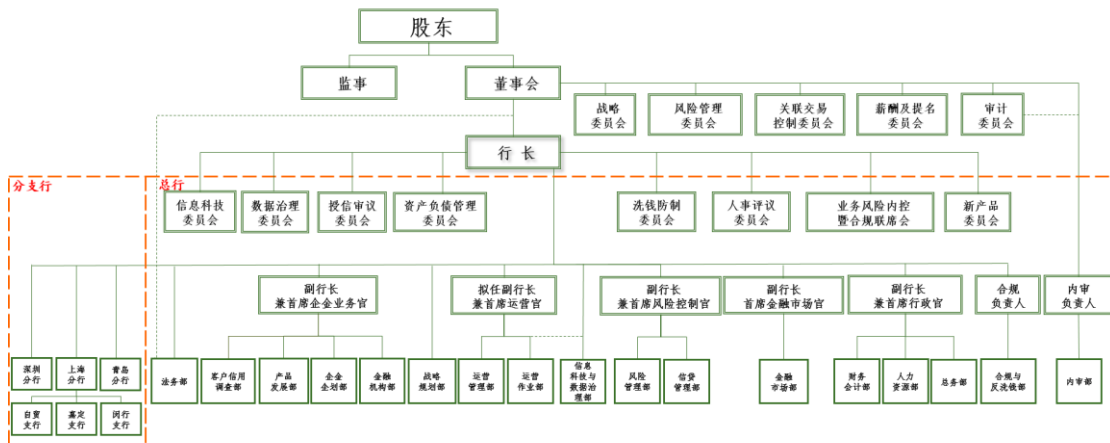 股东
监事
董事会
战略
委员会
风险管理
委员会
关联交易
控制委员会
薪酬及提名
委员会
审计
委员会
行 长
分支行
总行
信息科技
委员会
数据治理
委员会
授信审议
委员会
资产负债管理
委员会
洗钱防制
委员会
人事评议
委员会
业务风险内控
暨合规联席会
新产品
委员会
副行长
兼首席企金业务官
拟任副行长
兼首席运营官
副行长
兼首席风险控制官
副行长
首席金融市场官
副行长
兼首席行政官
合规
负责人
内审
负责人
深圳
分行
上海
分行
青岛
分行
法务部
客户信用
调查部
产品
发展部
企金
企划部
金融
机构部
战略
规划部
运营
管理部
运营
作业部
信息
科技与
数据治
理部
风险
管理部
信贷
管理部
金融
市场部
财务
会计部
人力
资源部
总务部
合规与
反洗钱部
内审部
自贸
支行
嘉定
支行
闵行
支行